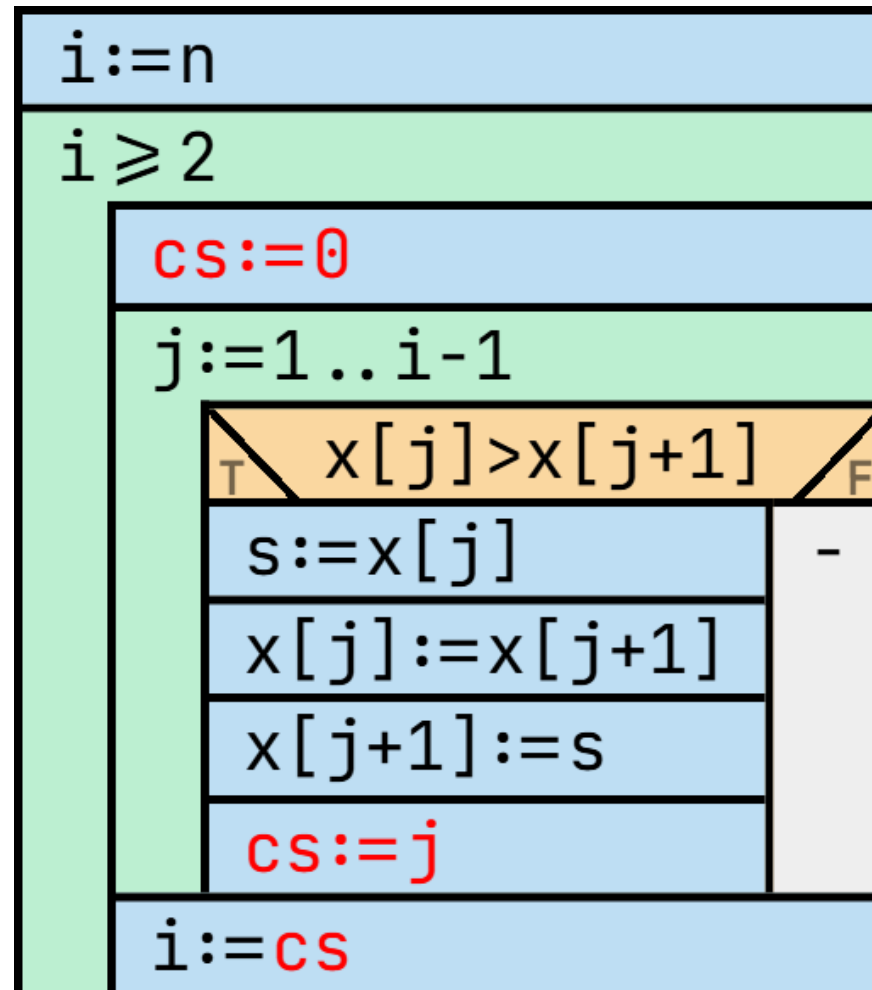 i:=n
i⩾2
cs:=0
j:=1..i-1
T x[j]>x[j+1] F
s:=x[j] -
x[j]:=x[j+1]
x[j+1]:=s
cs:=j
i:=cs